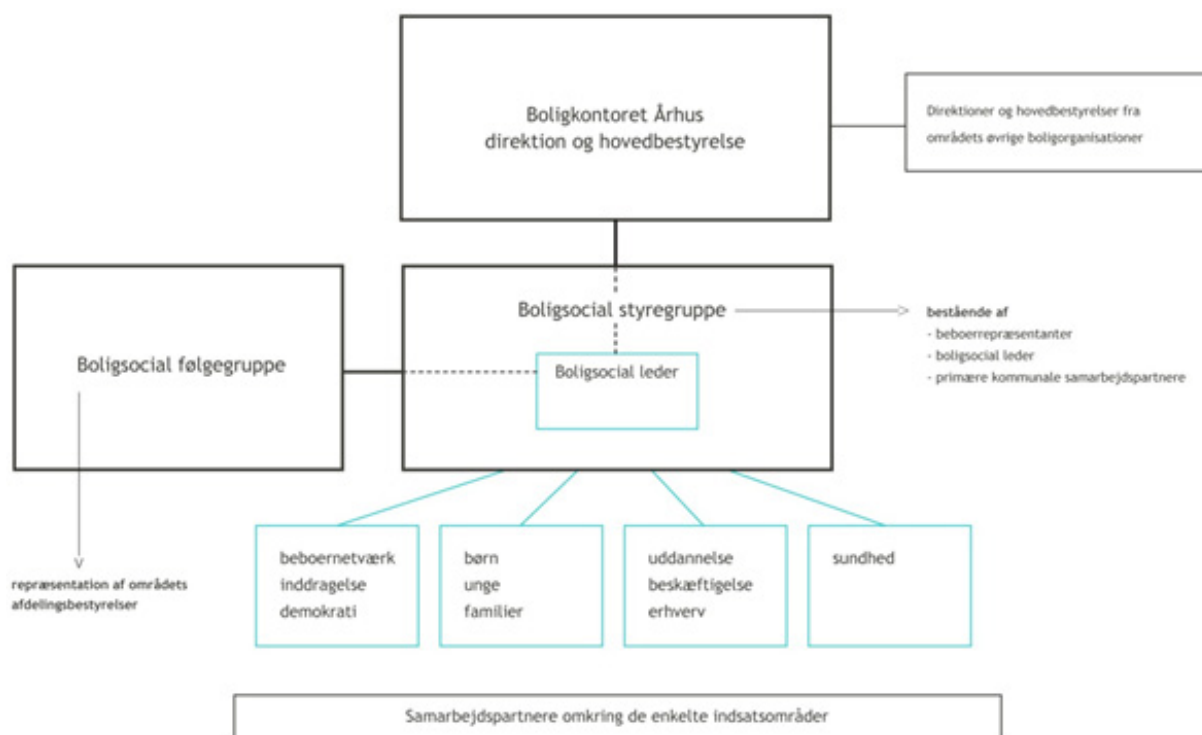 Boligkontoret Århus
direktion og hovedbestyrelse
Direktioner og hovedbestyrelser fra
områdets øvrige boligorganisationer
Boligsocial følgegruppe
Boligsocial styregruppe
Boligsocial leder
bestående af
- beboerrepræsentanter
- boligsocial leder
- primære kommunale samarbejdspartnere
repræsentation af områdets
afdelingsbestyrelser
beboernetværk
inddragelse
demokrati
børn
unge
familier
uddannelse
beskæftigelse
erhverv
sundhed
Samarbejdspartnere omkring de enkelte indsatsområder